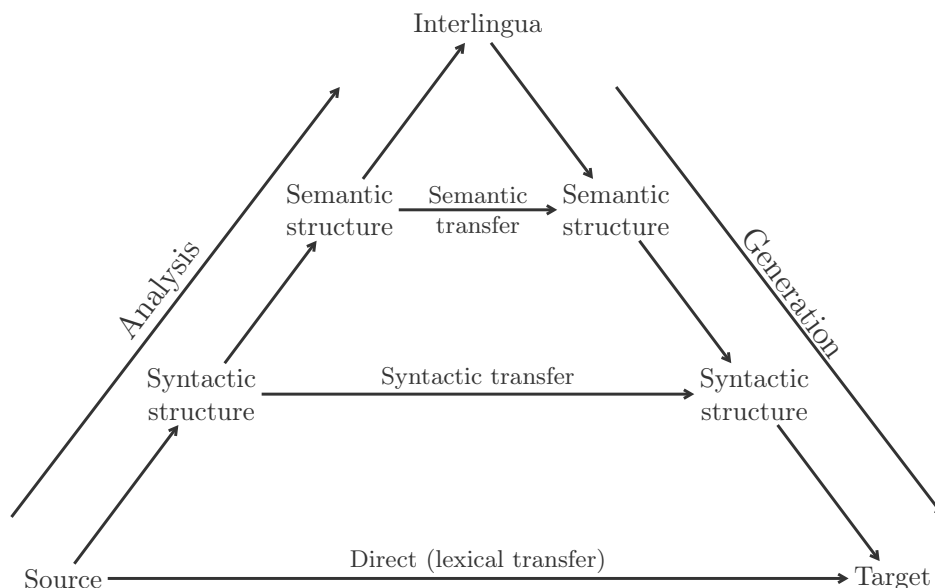 Interlingua
Semantic
structure
Semantic
transfer
Semantic
structure
Analysis
Generation
Syntactic
structure
Syntactic transfer
Syntactic
structure
Source
Direct (lexical transfer)
Target